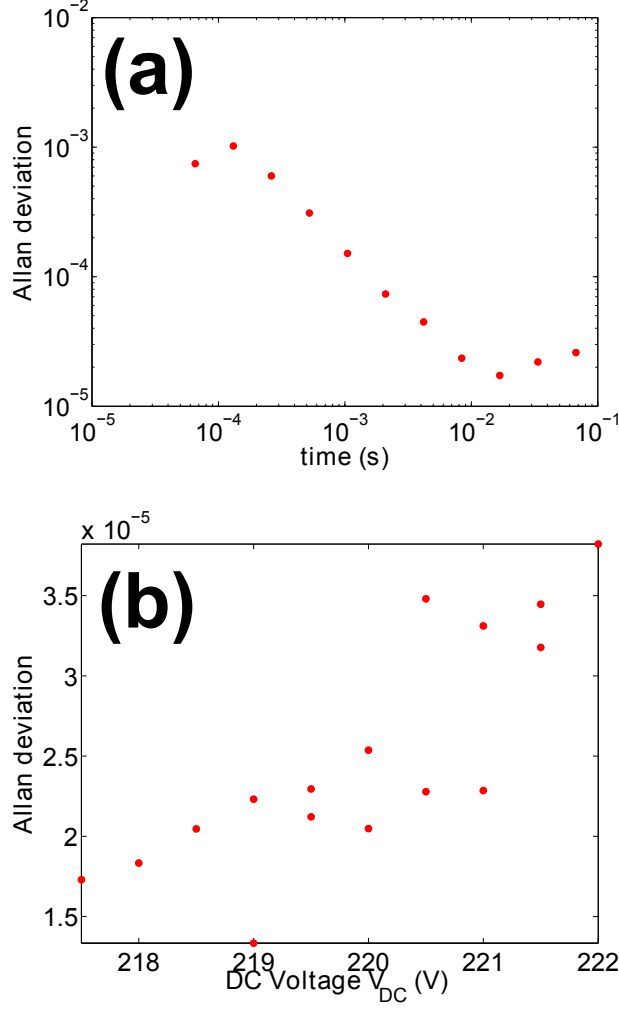 (a)
10⁻²
10⁻³
10⁻⁴
10⁻⁵
Allan deviation
10⁻⁵ 10⁻⁴ 10⁻³ 10⁻² 10⁻¹
time (s)
x 10⁻⁵
(b)
3.5
3
2.5
2
1.5
Allan deviation
218 219 220 221 222
DC Voltage V_DC (V)